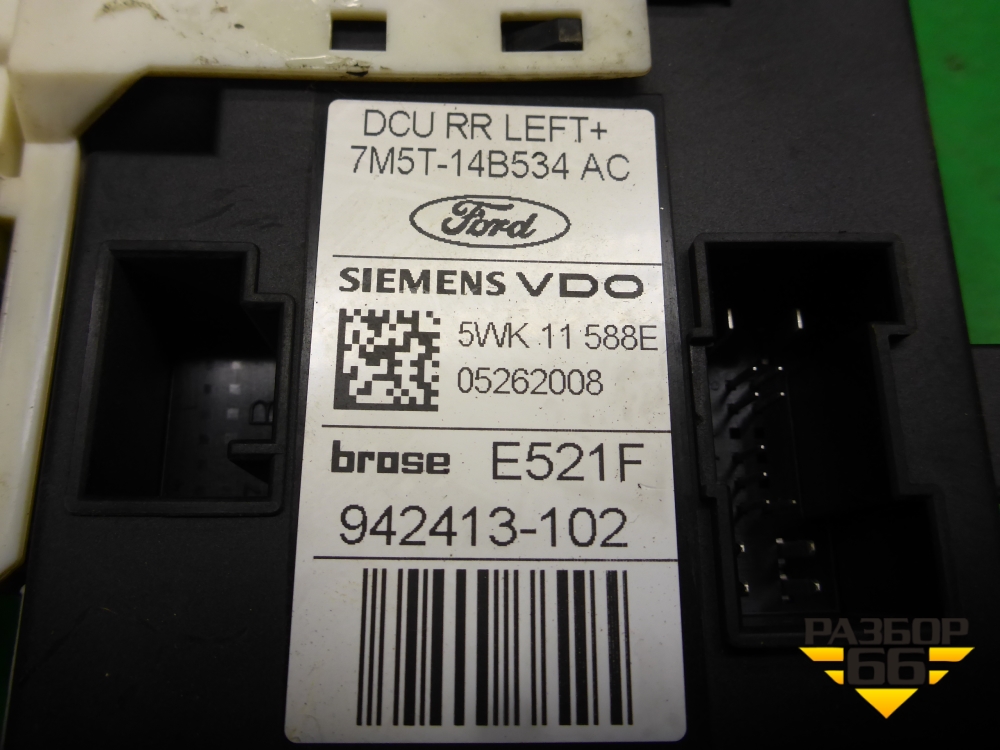 DCU RR LEFT+
7M5T-14B534 AC
Ford
SIEMENS VDO
5WK 11 588E
05262008
brose E521F
942413-102
РАЗБОР
66